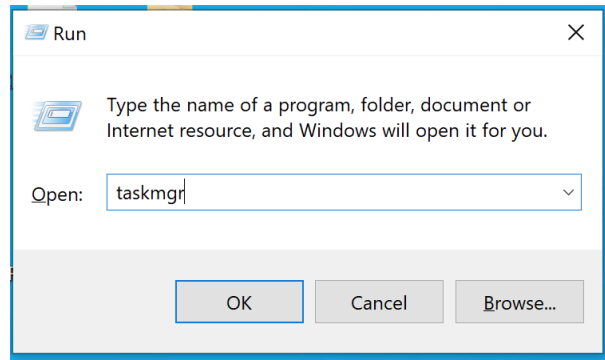 Run
Type the name of a program, folder, document or
Internet resource, and Windows will open it for you.
Open: taskmgr
OK Cancel Browse...